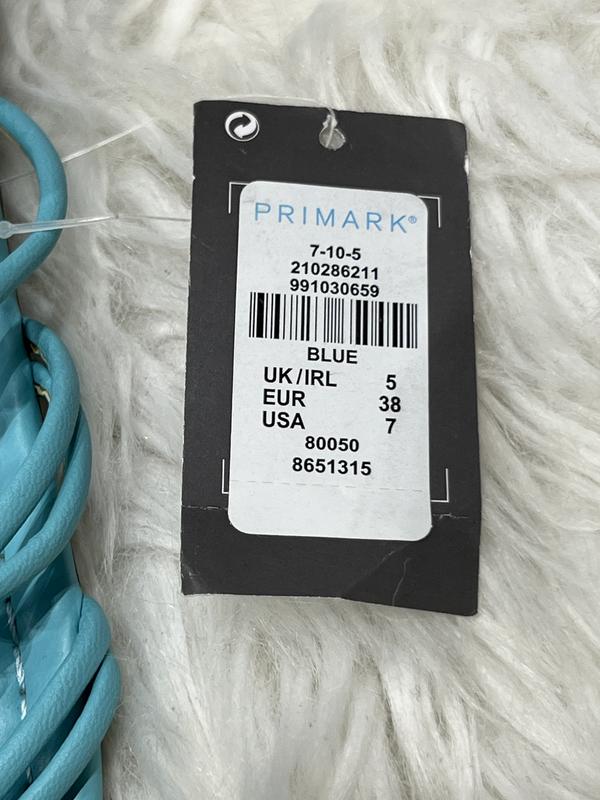 PRIMARK®
7-10-5
210286211
991030659
BLUE
UK/IRL 5
EUR 38
USA 7
80050
8651315